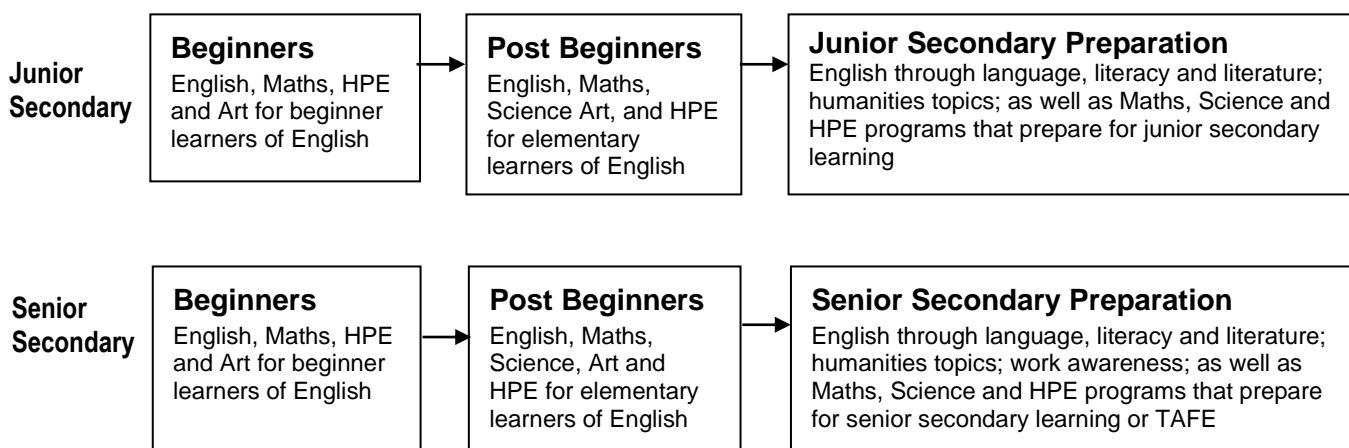 Junior
Secondary
Beginners
English, Maths, HPE
and Art for beginner
learners of English
Post Beginners
English, Maths,
Science Art, and HPE
for elementary
learners of English
Junior Secondary Preparation
English through language, literacy and literature;
humanities topics; as well as Maths, Science and
HPE programs that prepare for junior secondary
learning
Senior
Secondary
Beginners
English, Maths, HPE
and Art for beginner
learners of English
Post Beginners
English, Maths,
Science, Art and
HPE for elementary
learners of English
Senior Secondary Preparation
English through language, literacy and literature;
humanities topics; work awareness; as well as
Maths, Science and HPE programs that prepare
for senior secondary learning or TAFE